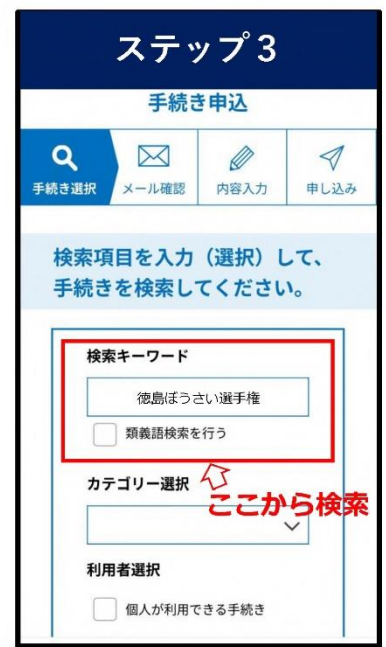 ステップ3
手続き申込
手続き選択
メール確認
内容入力
申し込み
検索項目を入力（選択）して、
手続きを検索してください。
検索キーワード
徳島ぼうさい選手権
類義語検索を行う
カテゴリー選択
ここから検索
利用者選択
個人が利用できる手続き